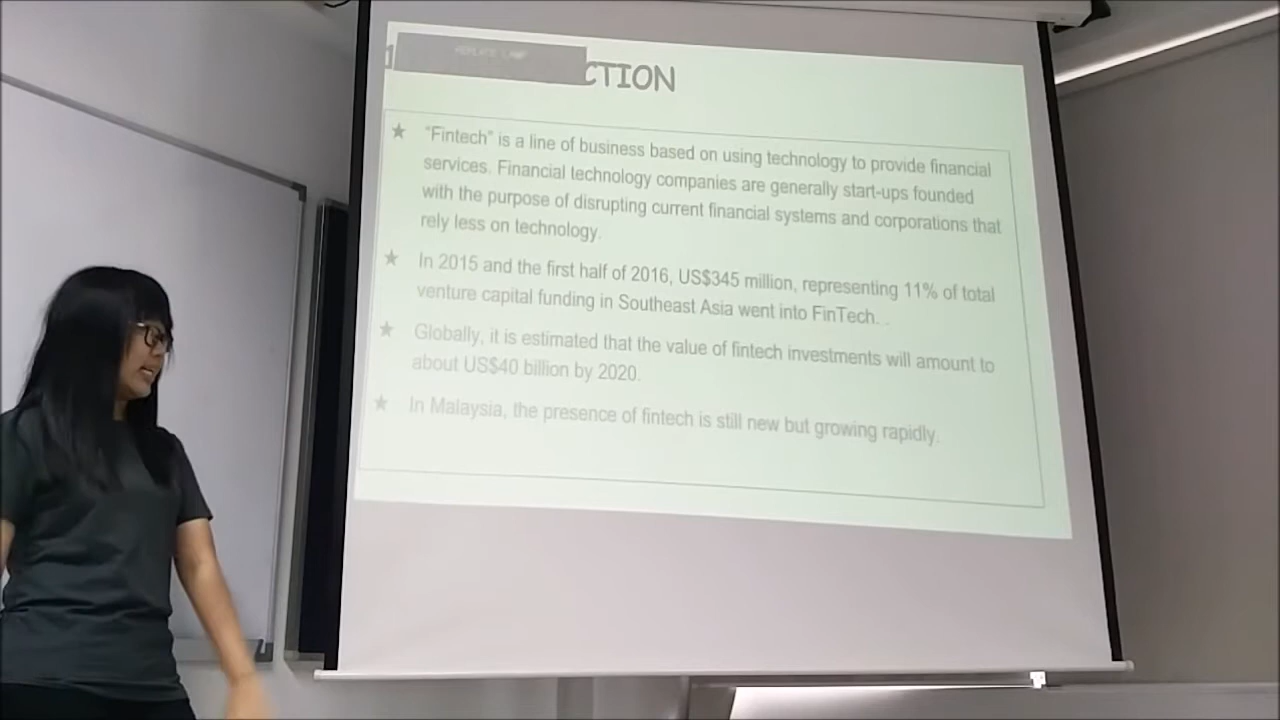 REPLACE LAMP
CTION
"Fintech" is a line of business based on using technology to provide financial
services. Financial technology companies are generally start-ups founded
with the purpose of disrupting current financial systems and corporations that
rely less on technology.
In 2015 and the first half of 2016, US$345 million, representing 11% of total
venture capital funding in Southeast Asia went into FinTech...
Globally, it is estimated that the value of fintech investments will amount to
about US$40 billion by 2020.
In Malaysia, the presence of fintech is still new but growing rapidly.